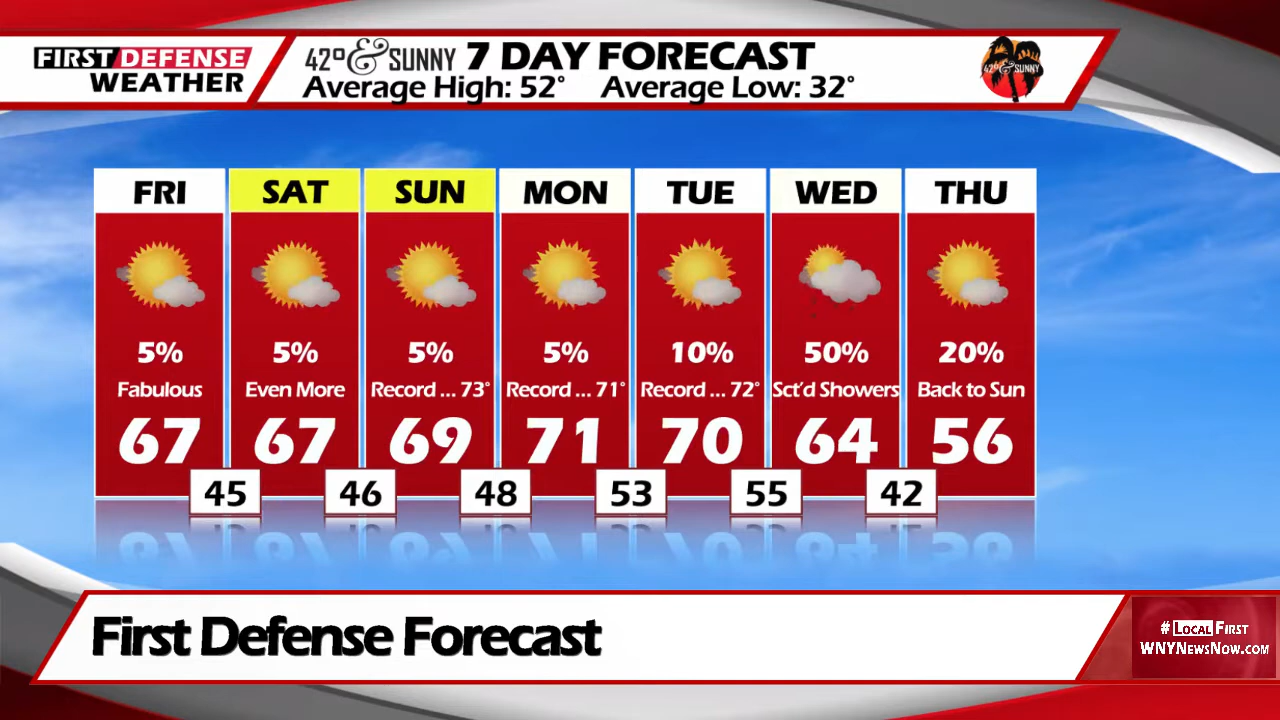 FIRST DEFENSE
WEATHER
42º & SUNNY 7 DAY FORECAST
Average High: 52° Average Low: 32°
42º & SUNNY
FRI SAT SUN MON TUE WED THU
5% 5% 5% 5% 10% 50% 20%
Fabulous Even More Record ... 73° Record ... 71° Record ... 72° Sct'd Showers Back to Sun
67 67 69 71 70 64 56
45 46 48 53 55 42
First Defense Forecast
# LOCAL FIRST
WNYNEWSNOW.COM